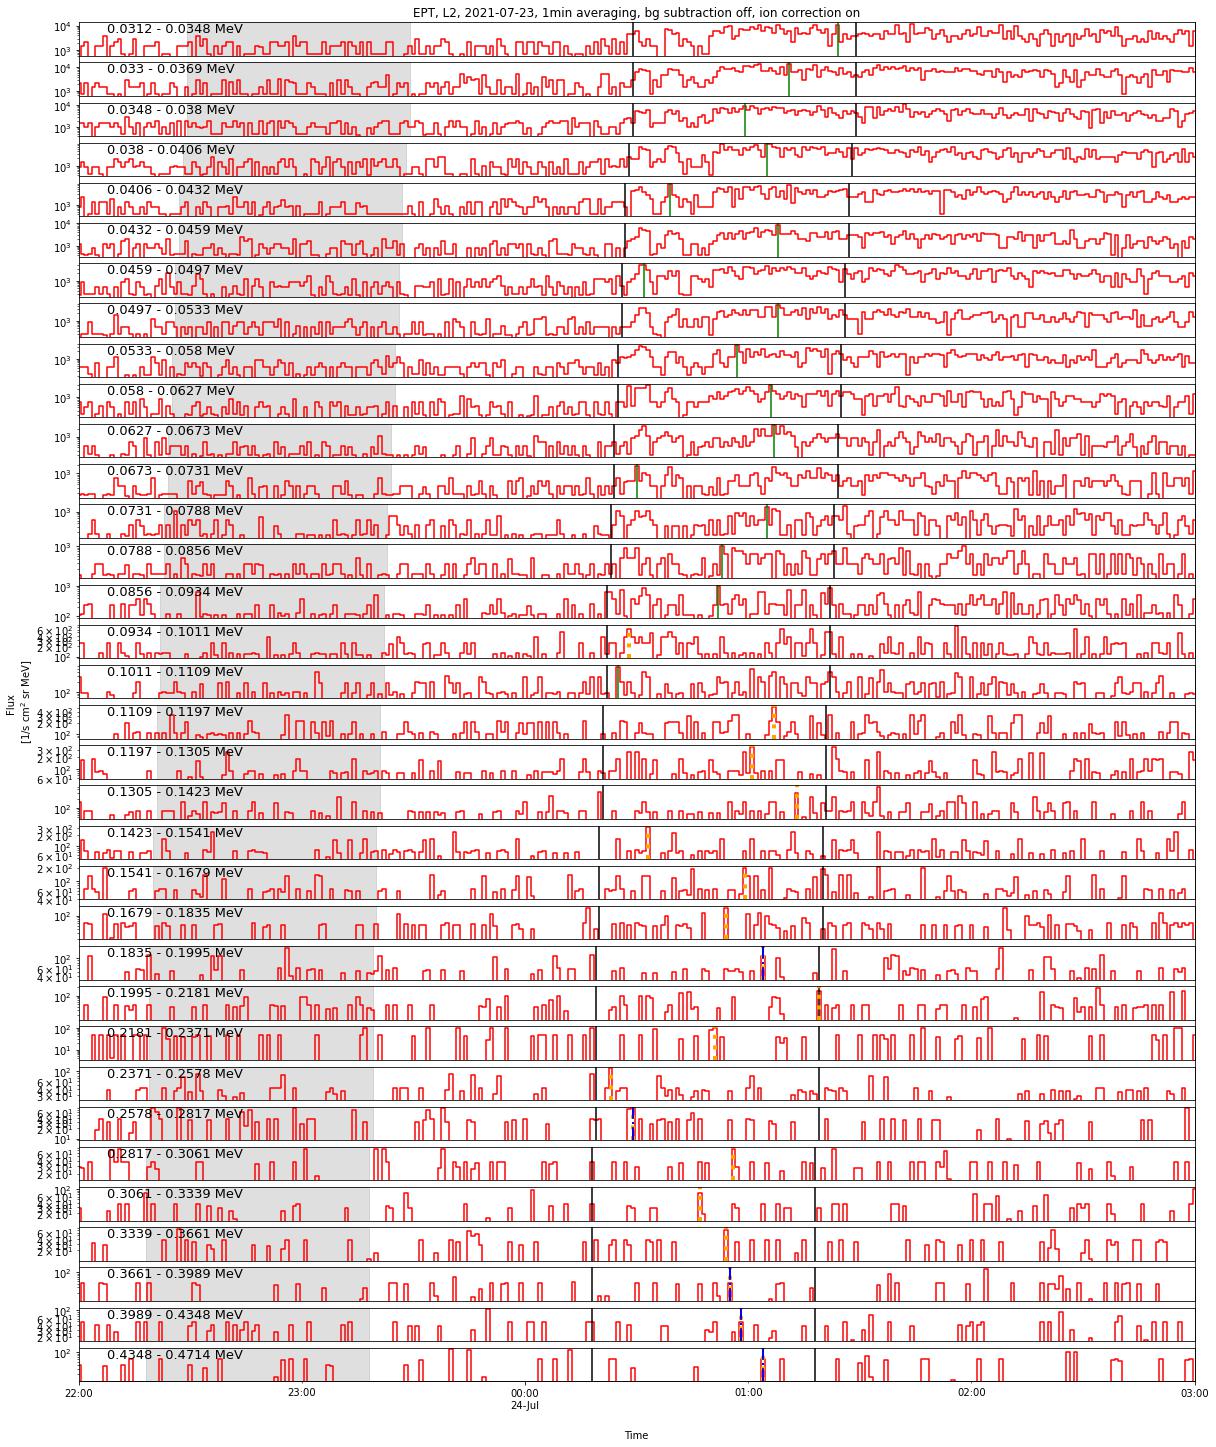 EPT, L2, 2021-07-23, 1min averaging, bg subtraction off, ion correction on
0.0312 - 0.0348 MeV
0.033 - 0.0369 MeV
0.0348 - 0.038 MeV
0.038 - 0.0406 MeV
0.0406 - 0.0432 MeV
0.0432 - 0.0459 MeV
0.0459 - 0.0497 MeV
0.0497 - 0.0533 MeV
0.0533 - 0.058 MeV
0.058 - 0.0627 MeV
0.0627 - 0.0673 MeV
0.0673 - 0.0731 MeV
0.0731 - 0.0788 MeV
0.0788 - 0.0856 MeV
0.0856 - 0.0934 MeV
0.0934 - 0.1011 MeV
0.1011 - 0.1109 MeV
0.1109 - 0.1197 MeV
0.1197 - 0.1305 MeV
0.1305 - 0.1423 MeV
0.1423 - 0.1541 MeV
0.1541 - 0.1679 MeV
0.1679 - 0.1835 MeV
0.1835 - 0.1995 MeV
0.1995 - 0.2181 MeV
0.2181 - 0.2371 MeV
0.2371 - 0.2578 MeV
0.2578 - 0.2817 MeV
0.2817 - 0.3061 MeV
0.3061 - 0.3339 MeV
0.3339 - 0.3661 MeV
0.3661 - 0.3989 MeV
0.3989 - 0.4348 MeV
0.4348 - 0.4714 MeV
Flux
[1/s cm² sr MeV]
22:00 23:00 00:00 01:00 02:00 03:00
24-Jul
Time